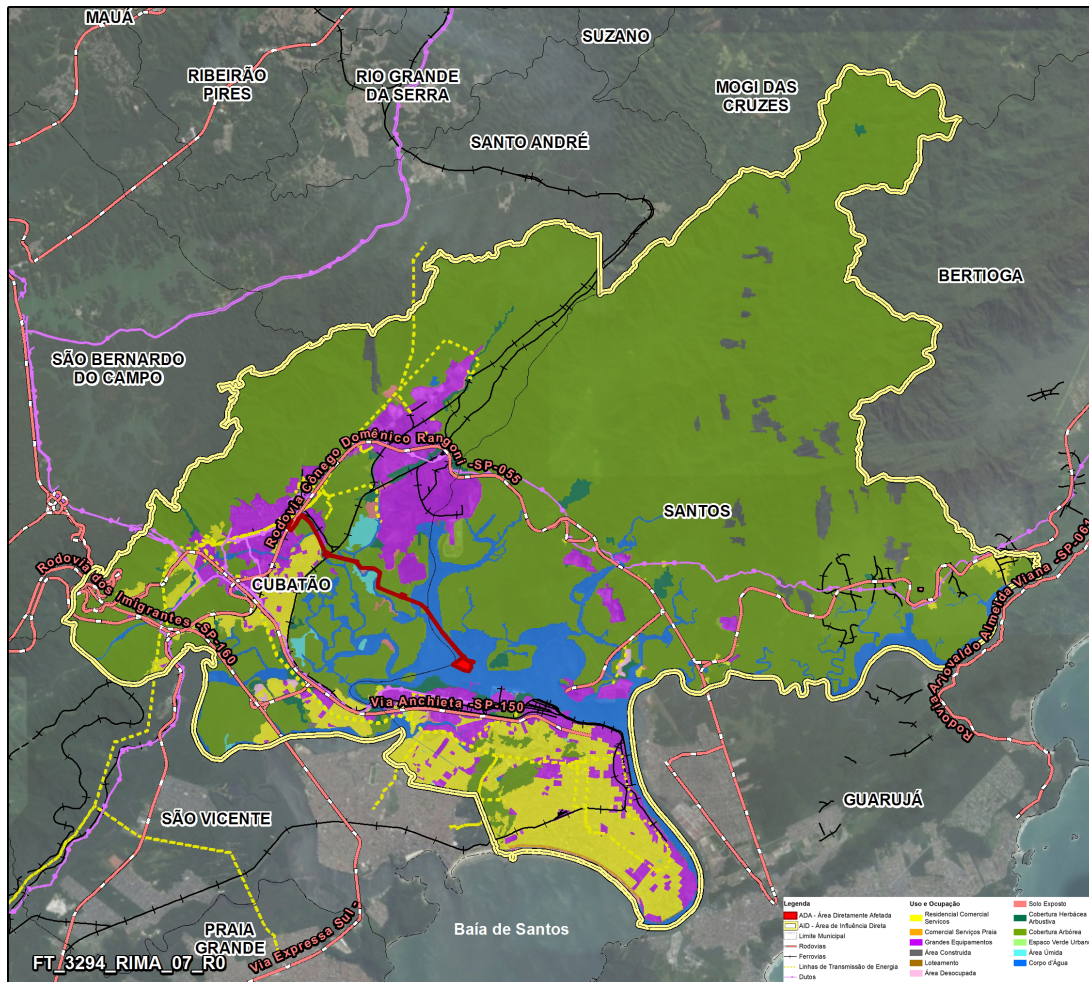 MAUÁ
SUZANO
RIBEIRÃO
PIRES
RIO GRANDE
DA SERRA
MOGI DAS
CRUZES
SANTO ANDRÉ
BERTIOGA
SÃO BERNARDO
DO CAMPO
Rodovia Cônego Domênico Rangoni -SP-055
SANTOS
Rodovia dos Imigrantes -SP-160
CUBATÃO
Rodovia Ariovaldo Almeida Viana -SP-06
Via Anchieta -SP-150
GUARUJÁ
SÃO VICENTE
PRAIA
GRANDE
Via Expressa Sul -
Baía de Santos
FT_3294_RIMA_07_R0
Legenda
ADA - Área Diretamente Afetada
AID - Área de Influência Direta
Limite Municipal
Rodovias
Ferrovias
Linhas de Transmissão de Energia
Dutos
Uso e Ocupação
Residencial Comercial
Serviços
Comercial Serviços Praia
Grandes Equipamentos
Área Construida
Loteamento
Área Desocupada
Solo Exposto
Cobertura Herbácea
Arbustiva
Cobertura Arbórea
Espaço Verde Urbano
Área Úmida
Corpo d'Água